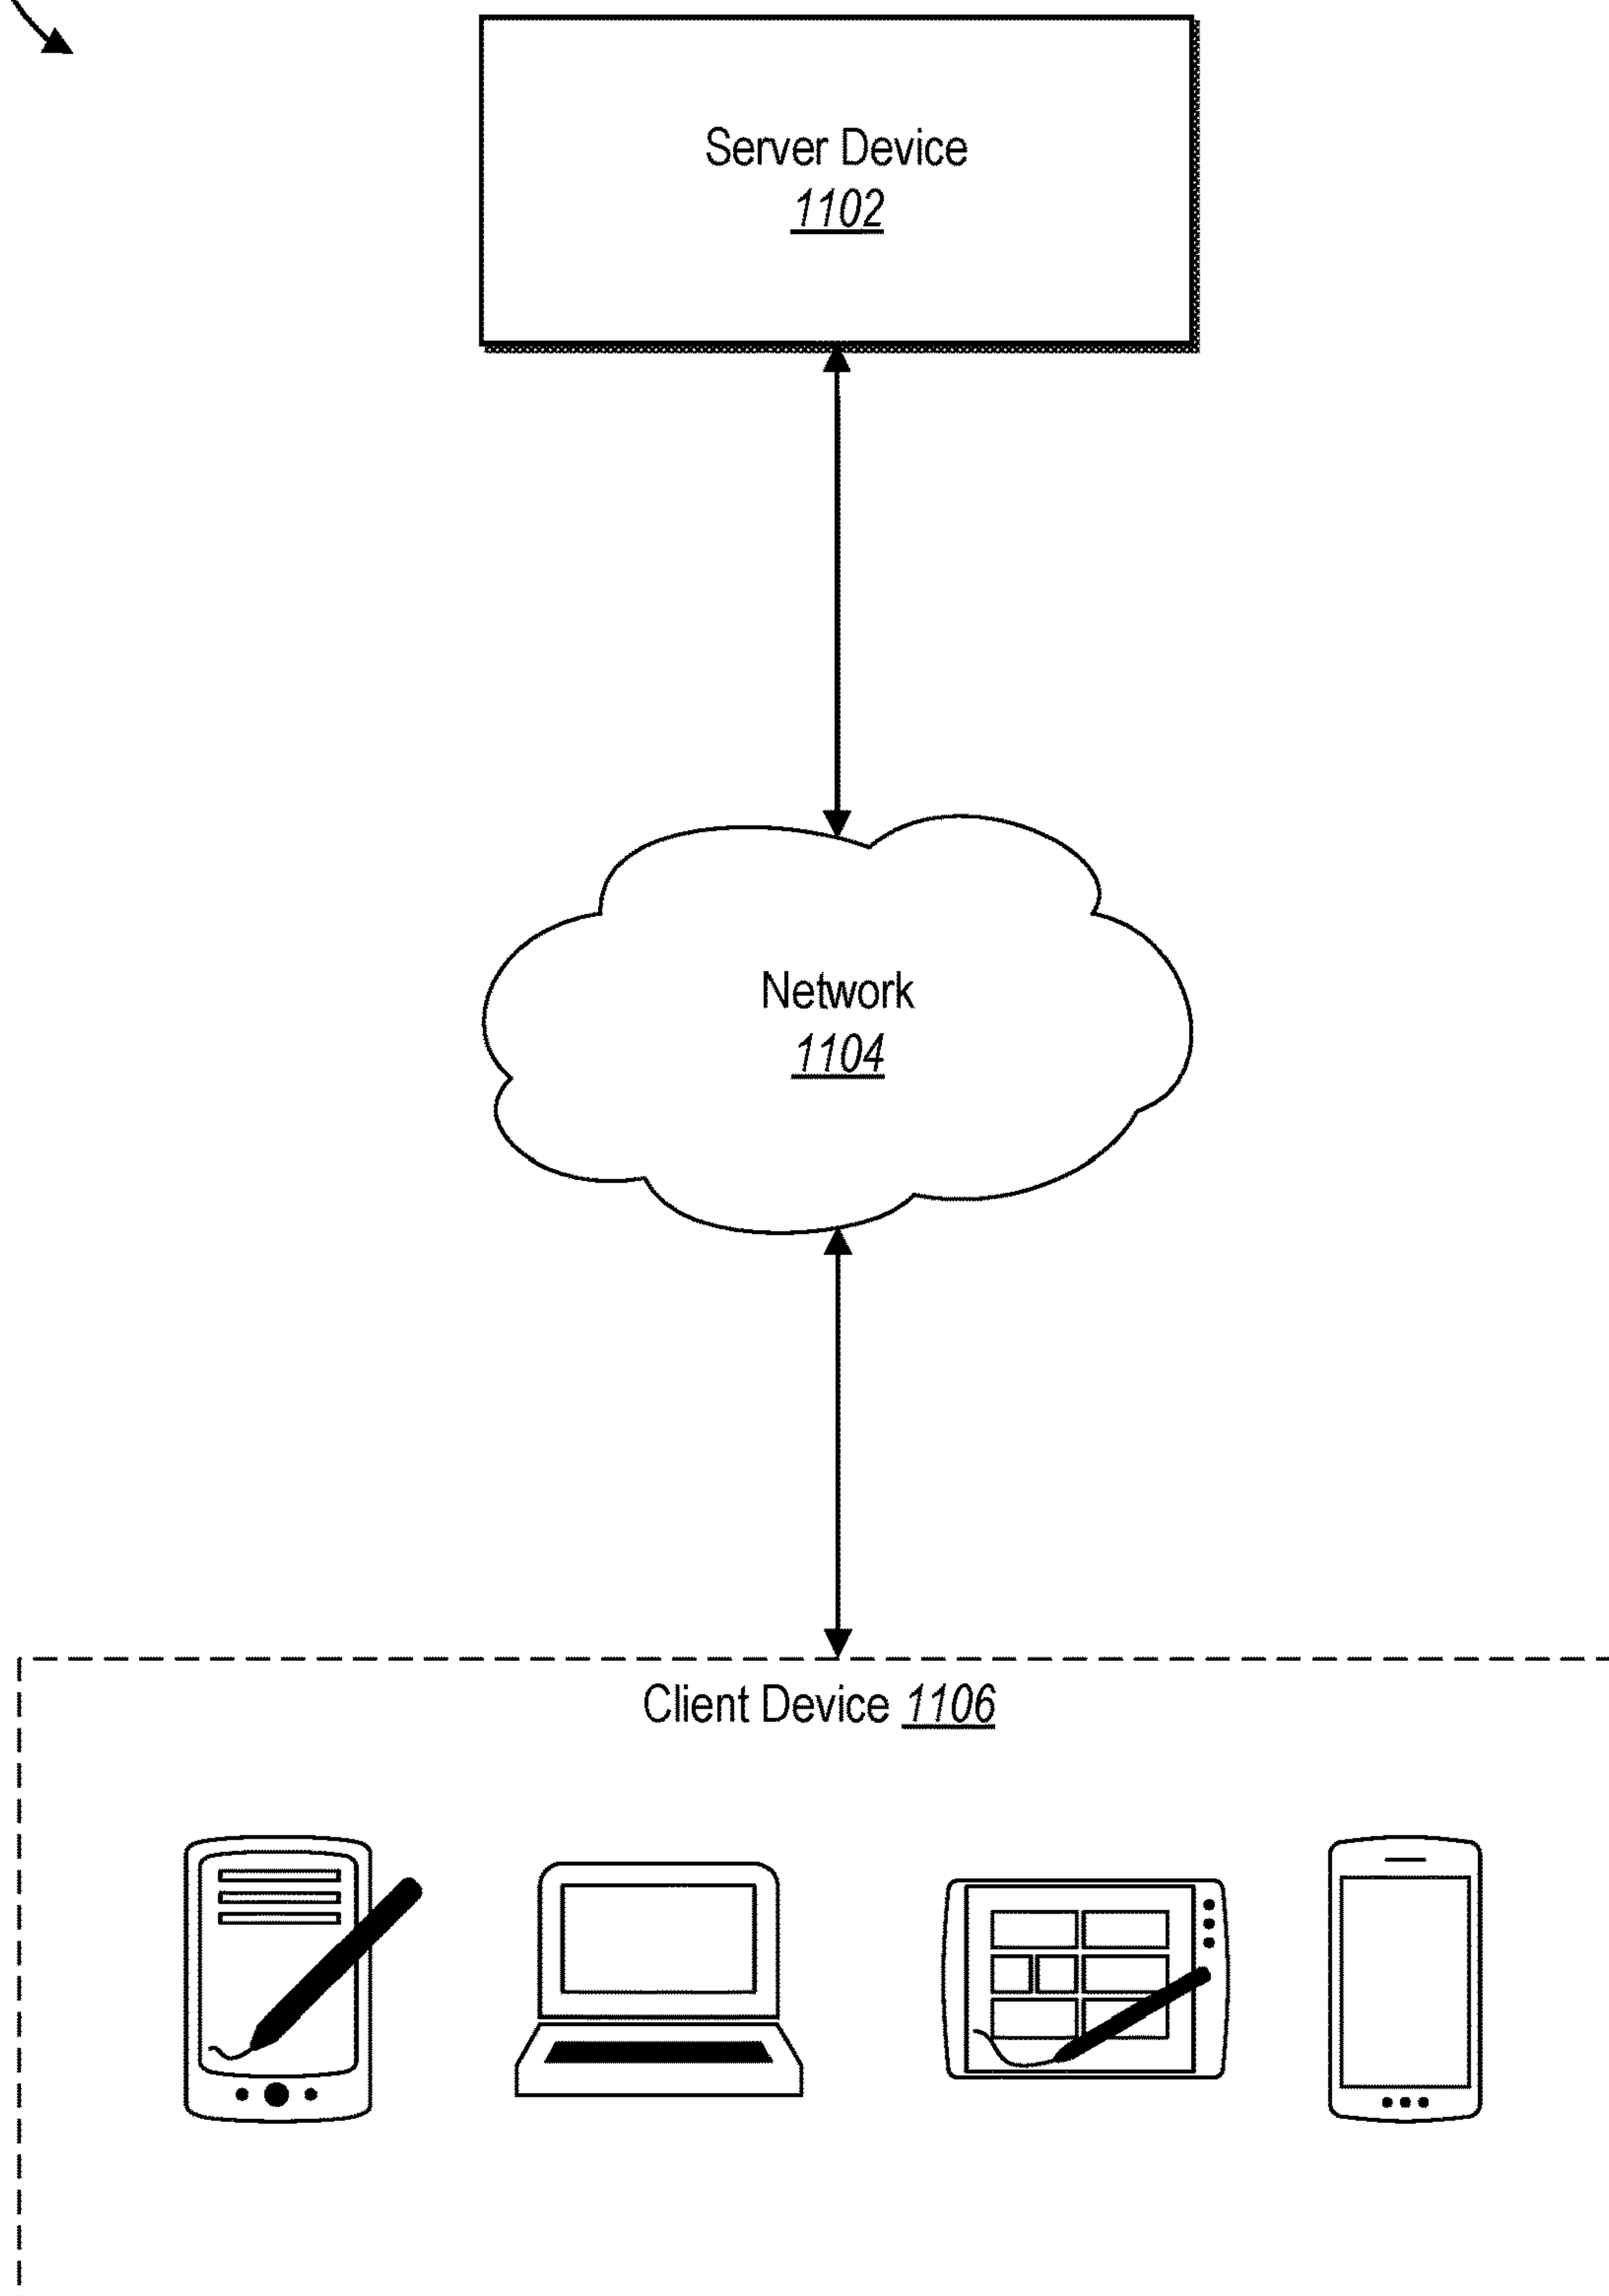 Server Device
1102
Network
1104
Client Device 1106